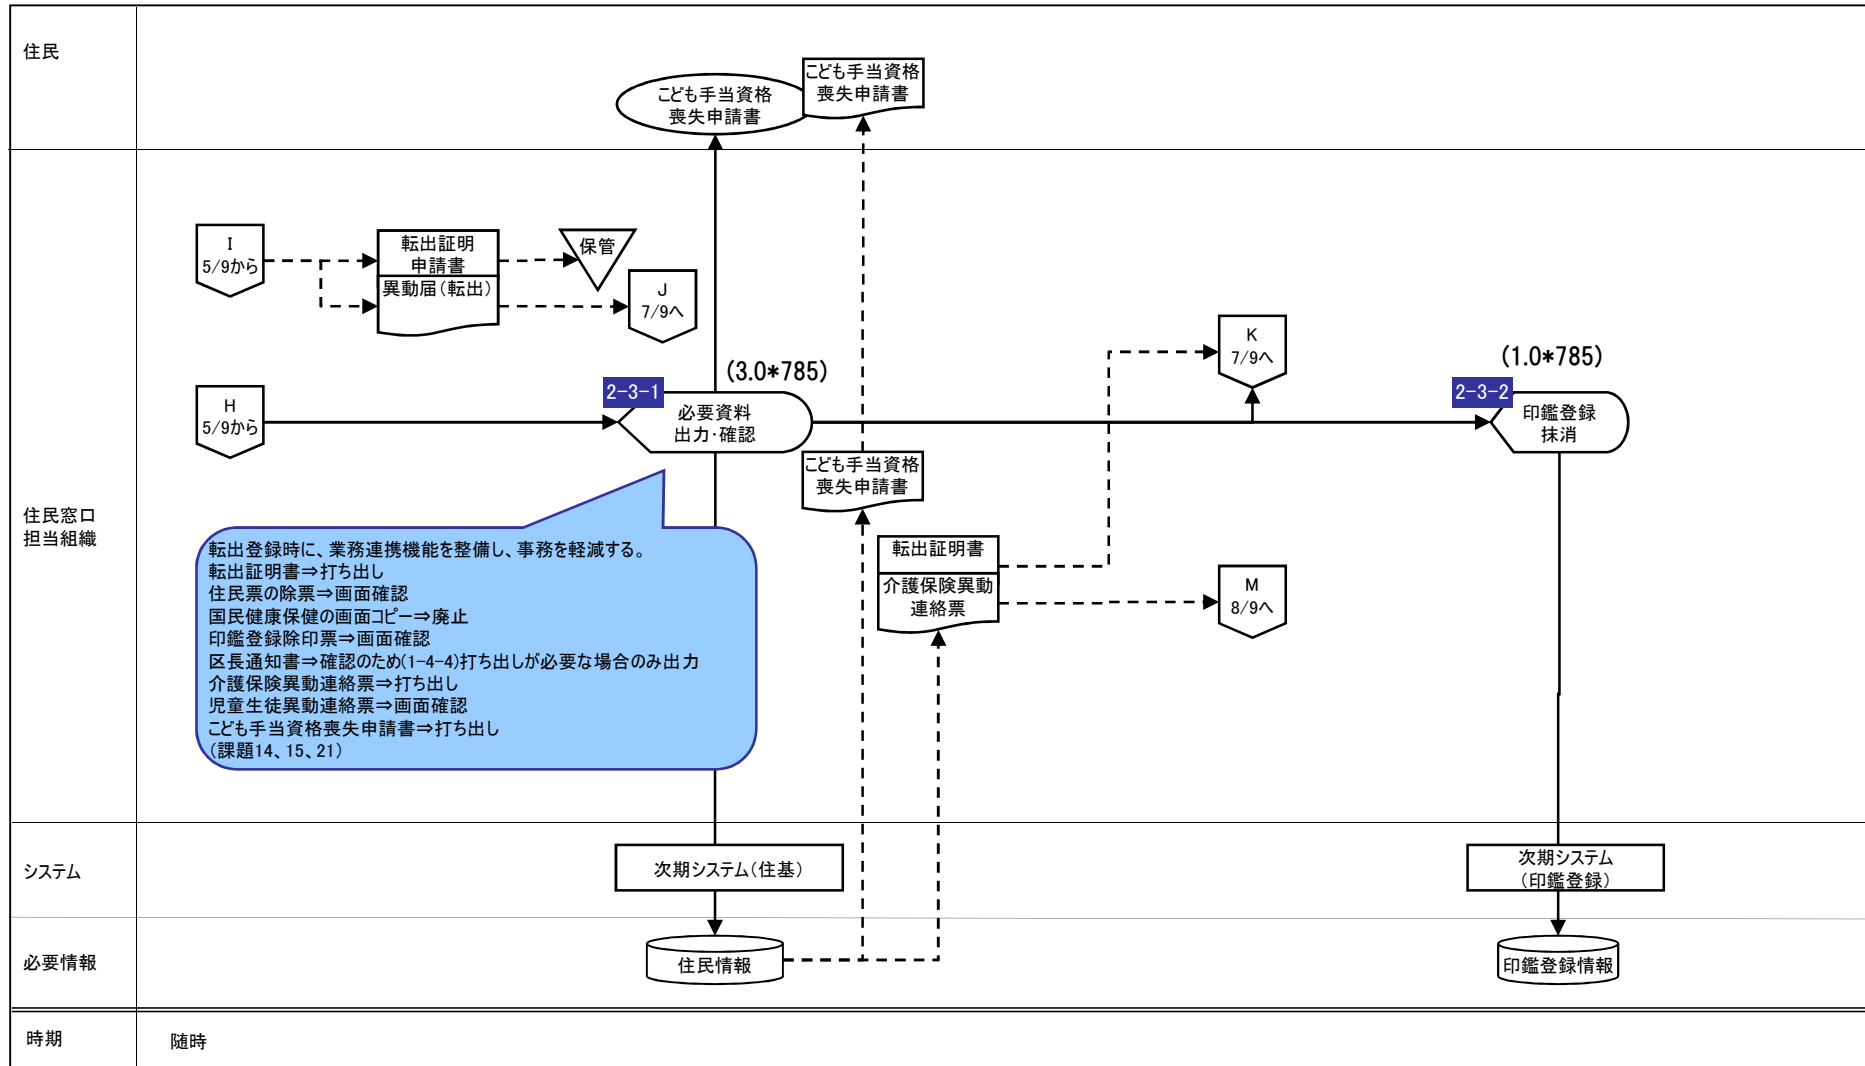 住民
こども手当資格
喪失申請書
こども手当資格
喪失申請書
住民窓口
担当組織
I
5/9から
転出証明
申請書
異動届(転出)
保管
J
7/9へ
H
5/9から
2-3-1
(3.0*785)
必要資料
出力・確認
K
7/9へ
2-3-2
(1.0*785)
印鑑登録
抹消
こども手当資格
喪失申請書
転出証明書
介護保険異動
連絡票
M
8/9へ
転出登録時に、業務連携機能を整備し、事務を軽減する。
転出証明書⇒打ち出し
住民票の除票⇒画面確認
国民健康保健の画面コピー⇒廃止
印鑑登録除印票⇒画面確認
区長通知書⇒確認のため(1-4-4)打ち出しが必要な場合のみ出力
介護保険異動連絡票⇒打ち出し
児童生徒異動連絡票⇒画面確認
こども手当資格喪失申請書⇒打ち出し
(課題14、15、21)
システム
次期システム(住基)
次期システム
(印鑑登録)
必要情報
住民情報
印鑑登録情報
時期
随時